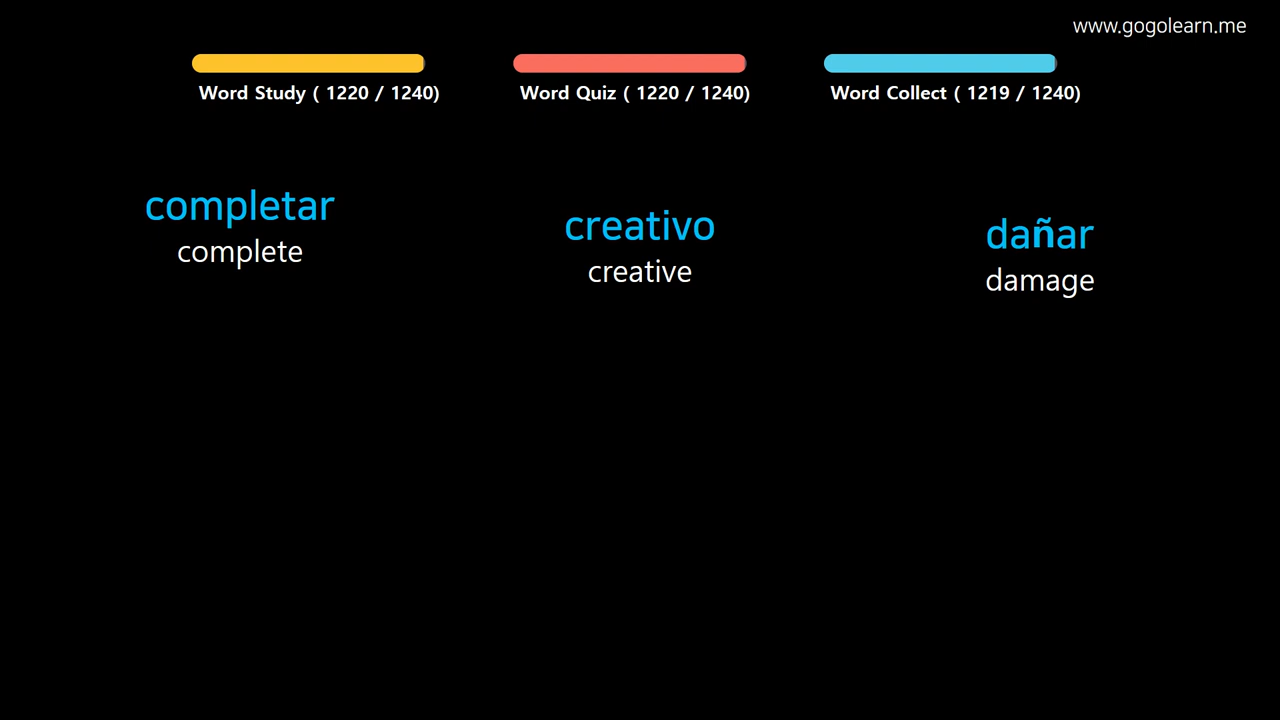 www.gogolearn.me
Word Study ( 1220 / 1240)
Word Quiz ( 1220 / 1240)
Word Collect ( 1219 / 1240)
completar
complete
creativo
creative
dañar
damage